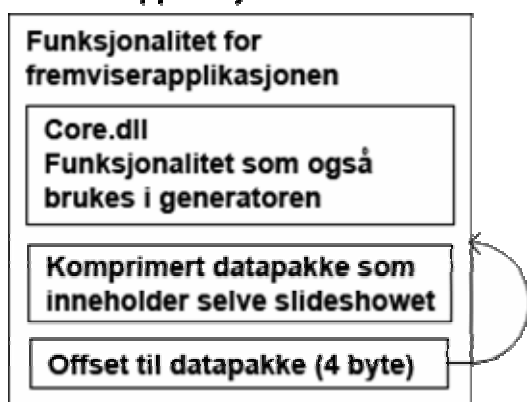 Funksjonalitet for
fremviserapplikasjonen
Core.dll
Funksjonalitet som også
brukes i generatoren
Komprimert datapakke som
inneholder selve slideshowet
Offset til datapakke (4 byte)